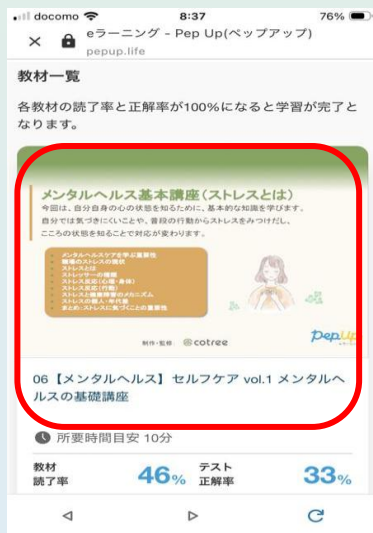 docomo 8:37 76%
eラーニング - Pep Up(ペップアップ)
pepup.life
教材一覧
各教材の読了率と正解率が100%になると学習が完了と
なります。
メンタルヘルス基本講座(ストレスとは)
今回は、自分自身の心の状態を知るために、基本的な知識を学びます。
自分では気づきにくいことや、普段の行動からストレスをみつけだし、
こころの状態を知ることで対応が変わります。
メンタルヘルスケアを学ぶ重要性
職場のストレスの現状
ストレスとは
ストレッサーの種類
ストレス反応(心理・身体)
ストレス反応(行動)
ストレスと健康障害のメカニズム
ストレスの個人・年代差
まとめ:ストレスに気づくことの重要性
制作・監修 cotree
PepUp
06【メンタルヘルス】セルフケア vol.1 メンタルヘ
ルスの基礎講座
所要時間目安 10分
教材
読了率 46%
テスト
正解率 33%